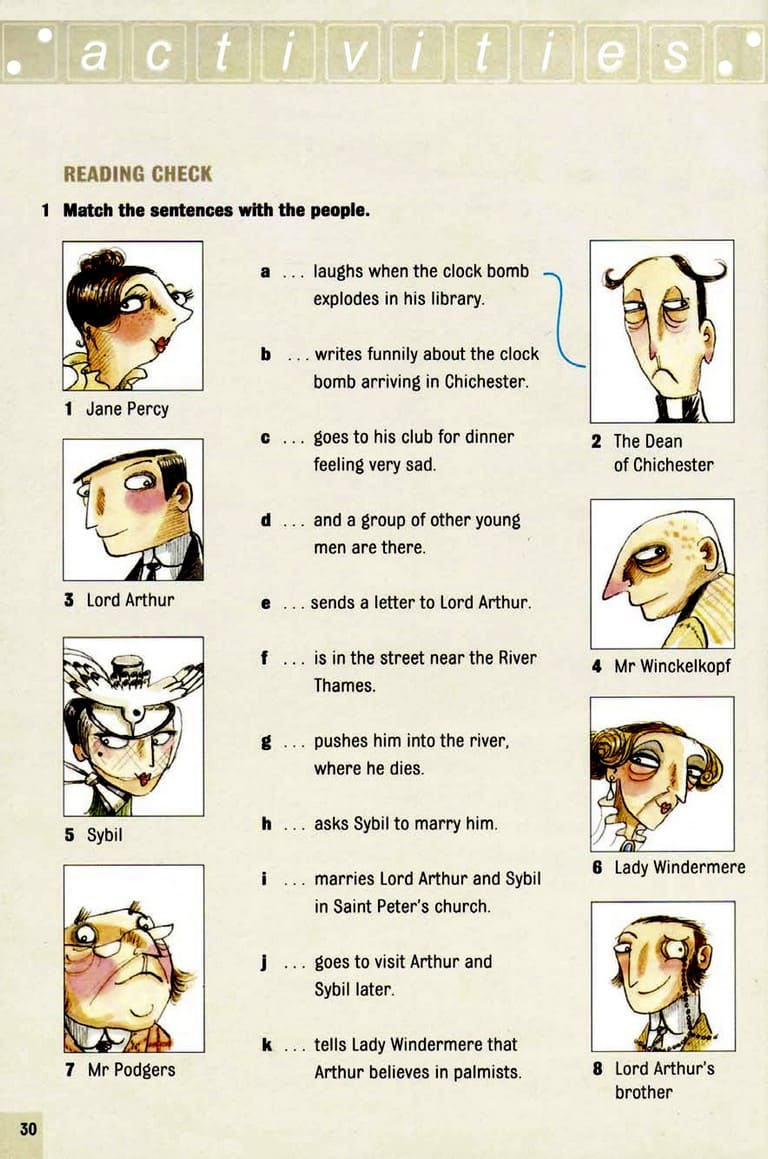 activities
READING CHECK
1 Match the sentences with the people.
1 Jane Percy
3 Lord Arthur
5 Sybil
7 Mr Podgers
a ... laughs when the clock bomb
explodes in his library.
b ... writes funnily about the clock
bomb arriving in Chichester.
c ... goes to his club for dinner
feeling very sad.
d ... and a group of other young
men are there.
e ... sends a letter to Lord Arthur.
f ... is in the street near the River
Thames.
g ... pushes him into the river,
where he dies.
h ... asks Sybil to marry him.
i ... marries Lord Arthur and Sybil
in Saint Peter's church.
j ... goes to visit Arthur and
Sybil later.
k ... tells Lady Windermere that
Arthur believes in palmists.
2 The Dean
of Chichester
4 Mr Winckelkopf
6 Lady Windermere
8 Lord Arthur's
brother
30